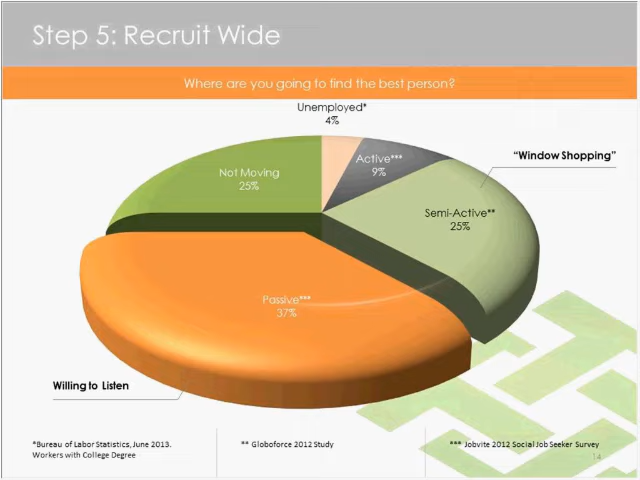 Step 5: Recruit Wide
Where are you going to find the best person?
Unemployed*
4%
Active***
9%
"Window Shopping"
Not Moving
25%
Semi-Active**
25%
Passive***
37%
Willing to Listen
*Bureau of Labor Statistics, June 2013.
Workers with College Degree
** Globoforce 2012 Study
*** Jobvite 2012 Social Job Seeker Survey
14